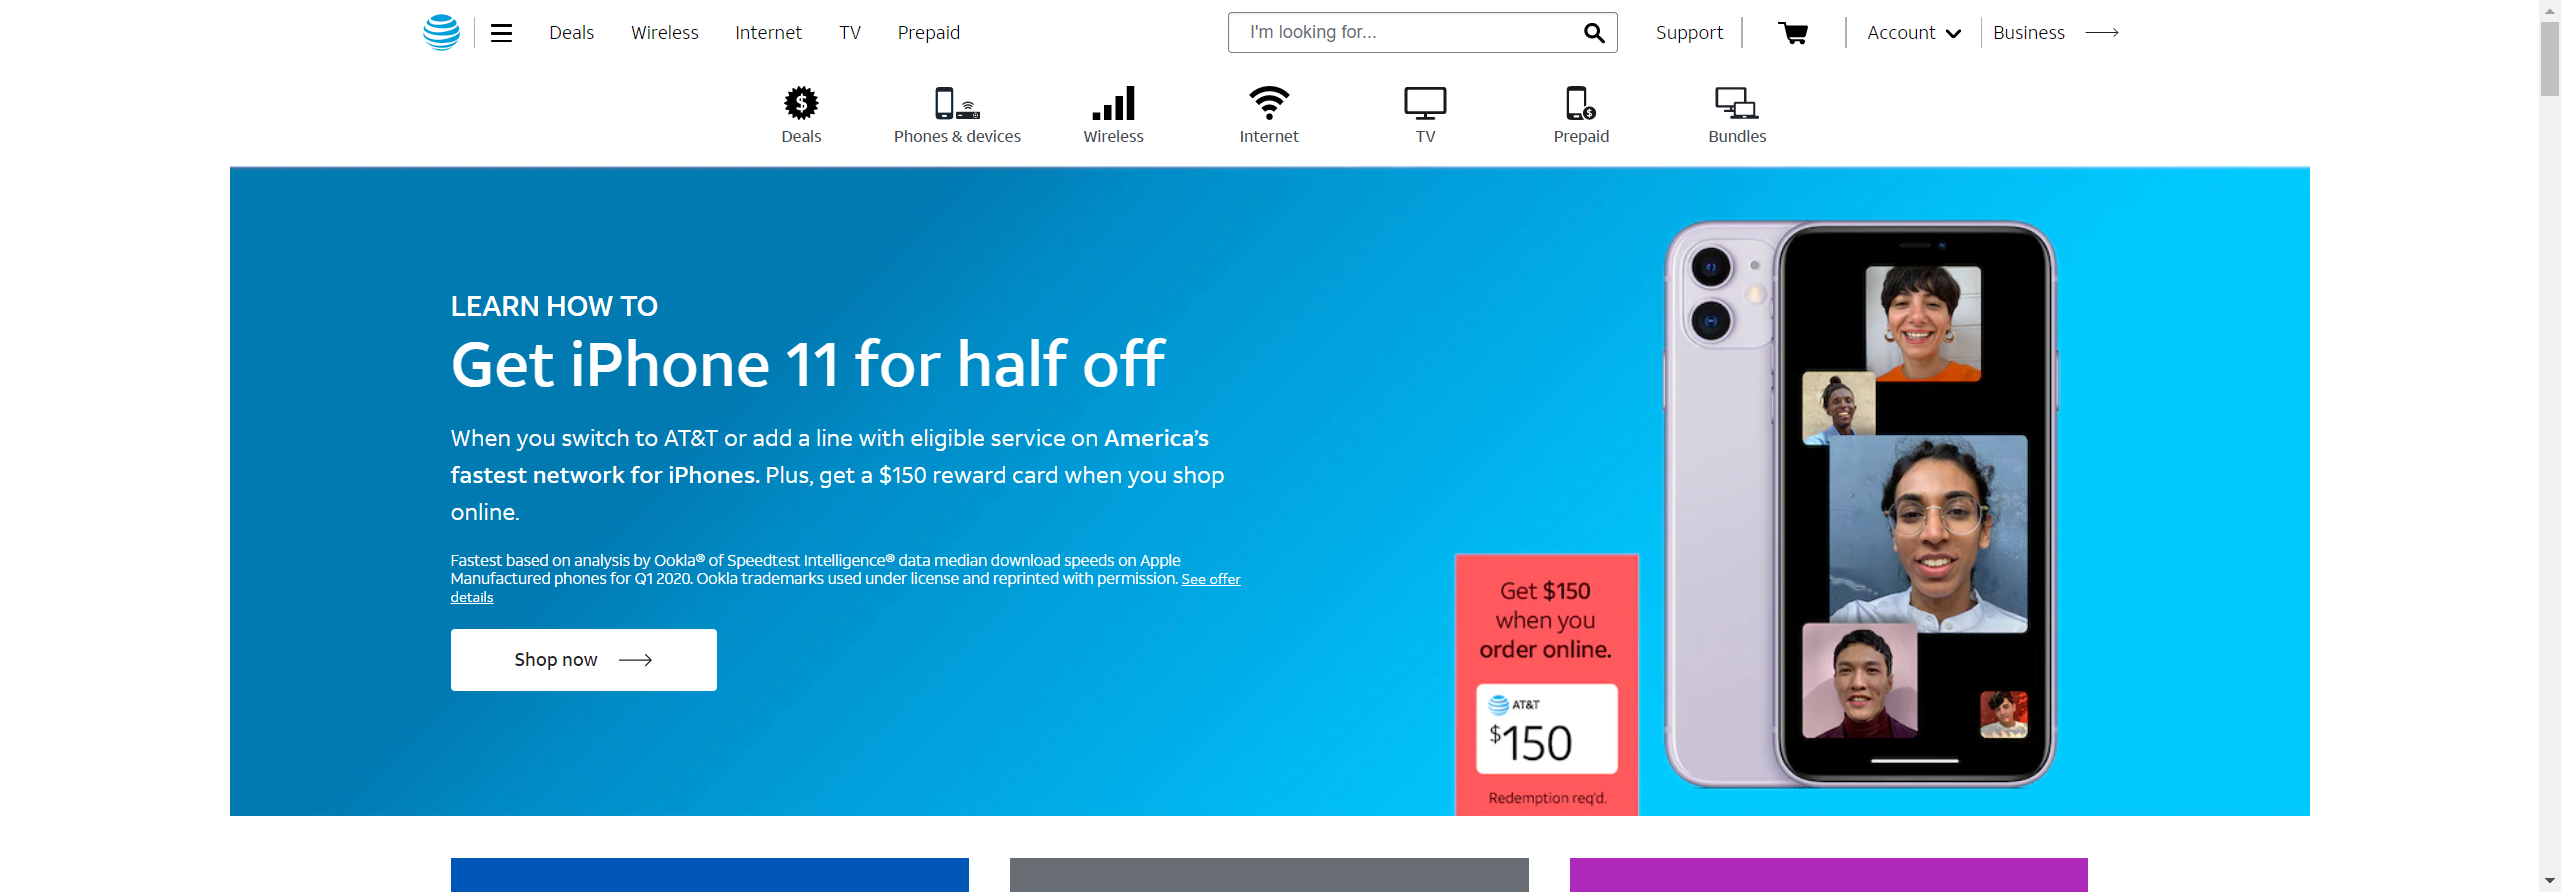 Deals Wireless Internet TV Prepaid I'm looking for... Support Account Business
Deals Phones & devices Wireless Internet TV Prepaid Bundles
LEARN HOW TO
Get iPhone 11 for half off
When you switch to AT&T or add a line with eligible service on America's
fastest network for iPhones. Plus, get a $150 reward card when you shop
online.
Fastest based on analysis by Ookla® of Speedtest Intelligence® data median download speeds on Apple
Manufactured phones for Q1 2020. Ookla trademarks used under license and reprinted with permission. See offer
details
Shop now
Get $150
when you
order online.
AT&T
$150
Redemption req'd.